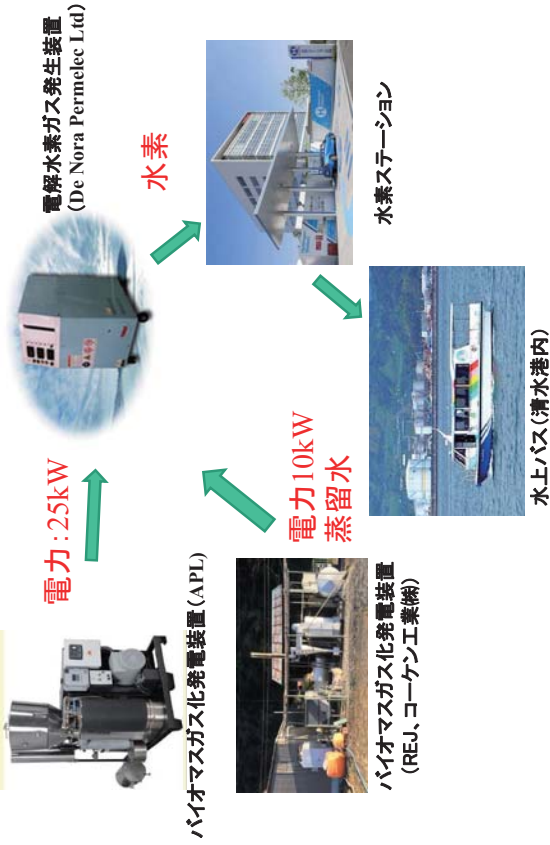 電力：25kW
電解水素ガス発生装置
（De Nora Permelec Ltd）
水素
バイオマスガス化発電装置（APL）
電力10kW
蒸留水
水素ステーション
バイオマスガス化発電装置
（REJ、コーケン工業㈱）
水上バス（清水港内）